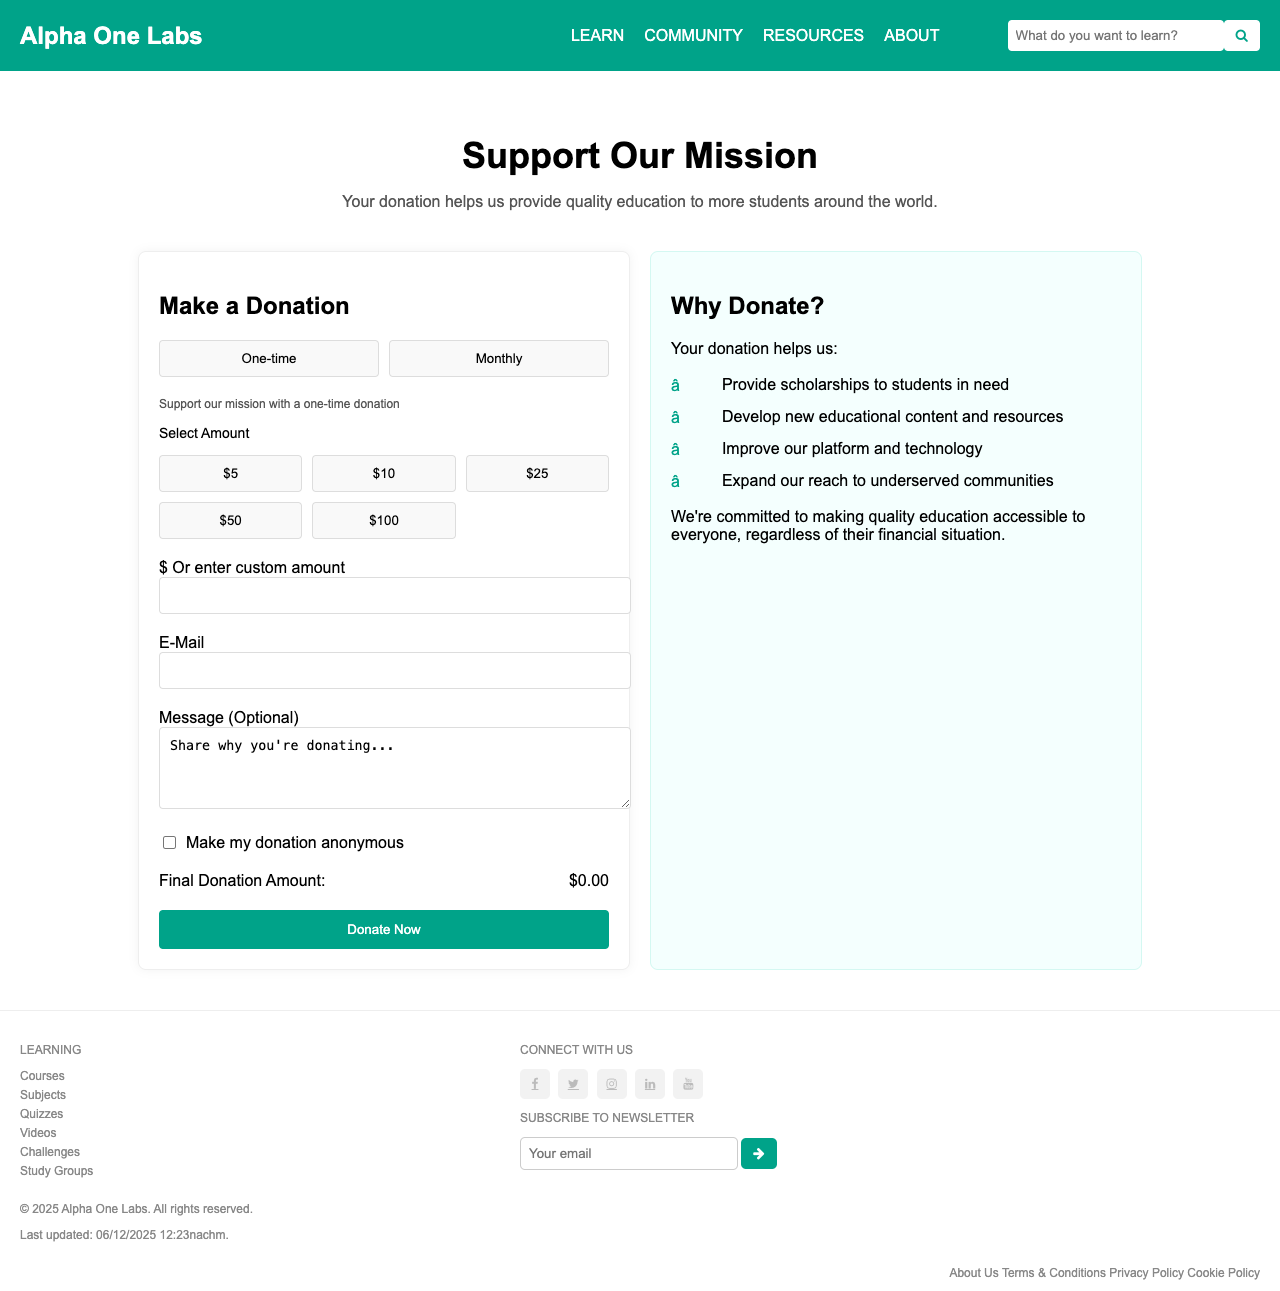 Alpha One Labs
LEARN COMMUNITY RESOURCES ABOUT
What do you want to learn?
Support Our Mission
Your donation helps us provide quality education to more students around the world.
Make a Donation
One-time Monthly
Support our mission with a one-time donation
Select Amount
$5 $10 $25
$50 $100
$ Or enter custom amount
E-Mail
Message (Optional)
Share why you're donating...
Make my donation anonymous
Final Donation Amount: $0.00
Donate Now
Why Donate?
Your donation helps us:
â Provide scholarships to students in need
â Develop new educational content and resources
â Improve our platform and technology
â Expand our reach to underserved communities
We're committed to making quality education accessible to
everyone, regardless of their financial situation.
LEARNING
Courses
Subjects
Quizzes
Videos
Challenges
Study Groups
CONNECT WITH US
SUBSCRIBE TO NEWSLETTER
Your email
© 2025 Alpha One Labs. All rights reserved.
Last updated: 06/12/2025 12:23nachm.
About Us Terms & Conditions Privacy Policy Cookie Policy